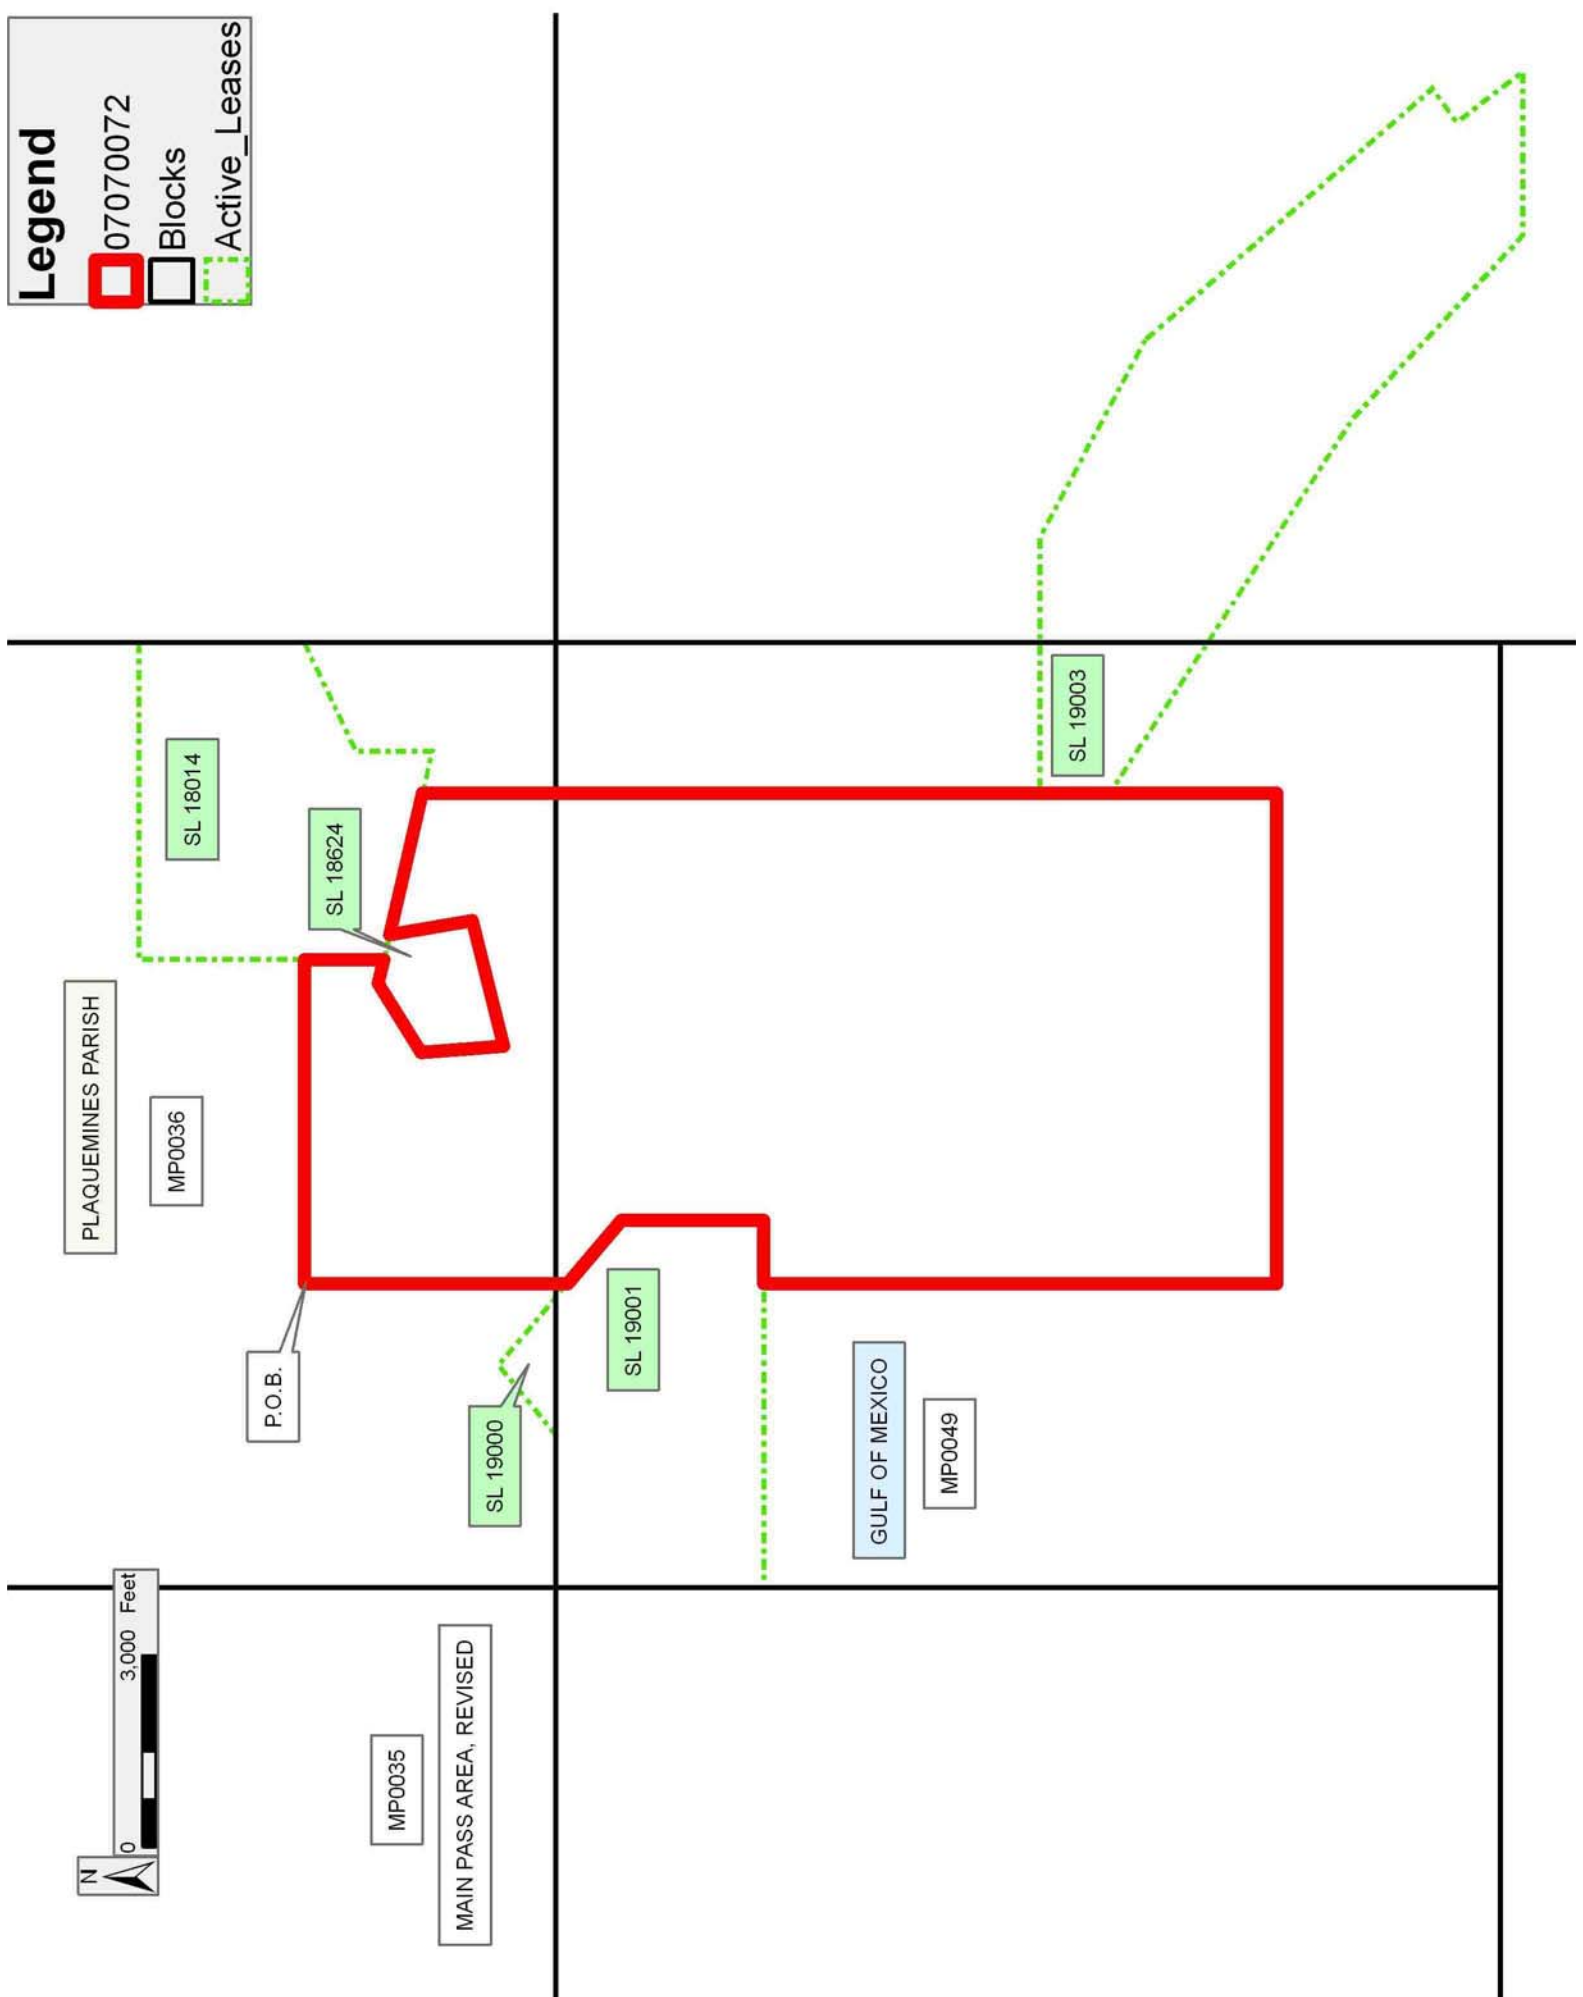 Legend
07070072
Blocks
Active_Leases
N
0 3,000 Feet
PLAQUEMINES PARISH
MP0036
SL 18014
P.O.B.
SL 18624
MP0035
MAIN PASS AREA, REVISED
SL 19000
SL 19001
GULF OF MEXICO
MP0049
SL 19003